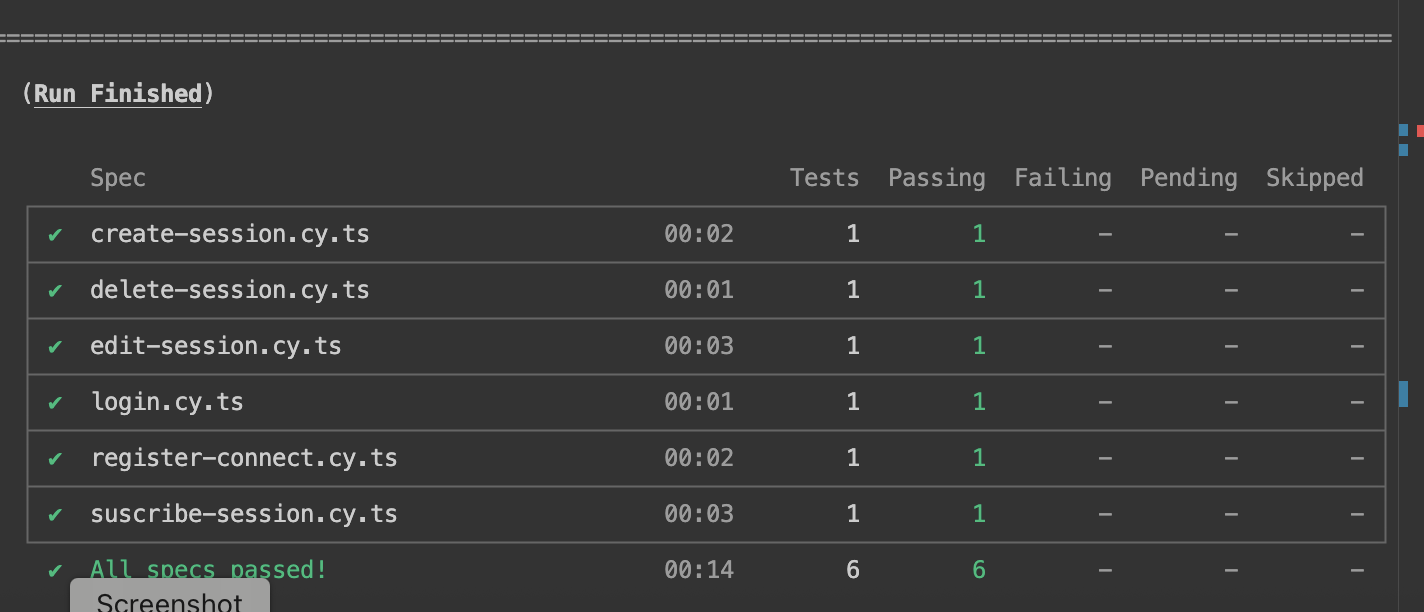 ====================================================================================================
(Run Finished)
Spec Tests Passing Failing Pending Skipped
✔ create-session.cy.ts 00:02 1 1 - - -
✔ delete-session.cy.ts 00:01 1 1 - - -
✔ edit-session.cy.ts 00:03 1 1 - - -
✔ login.cy.ts 00:01 1 1 - - -
✔ register-connect.cy.ts 00:02 1 1 - - -
✔ suscribe-session.cy.ts 00:03 1 1 - - -
✔ All specs passed! 00:14 6 6 - - -
Screenshot